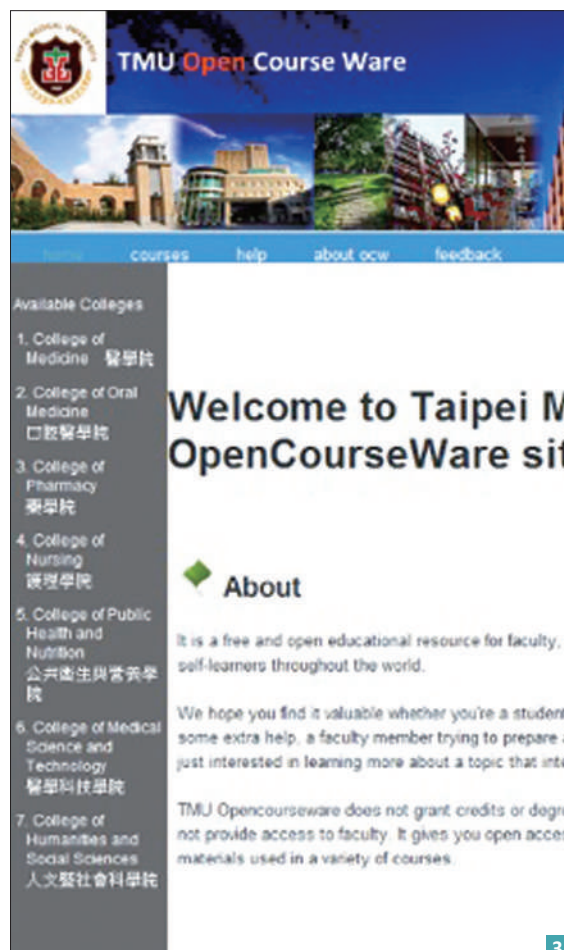 TMU Open Course Ware
home courses help about ocw feedback
Available Colleges
1. College of
Medicine 醫學院
2. College of Oral
Medicine
口腔醫學院
3. College of
Pharmacy
藥學院
4. College of
Nursing
護理學院
5. College of Public
Health and
Nutrition
公共衛生與營養學
院
6. College of Medical
Science and
Technology
醫學科技學院
7. College of
Humanities and
Social Sciences
人文暨社會科學院
Welcome to Taipei M
OpenCourseWare sit
About
It is a free and open educational resource for faculty,
self-learners throughout the world.
We hope you find it valuable whether you're a student
some extra help, a faculty member trying to prepare a
just interested in learning more about a topic that inte
TMU Opencourseware does not grant credits or degre
not provide access to faculty. It gives you open acces
materials used in a variety of courses.
3